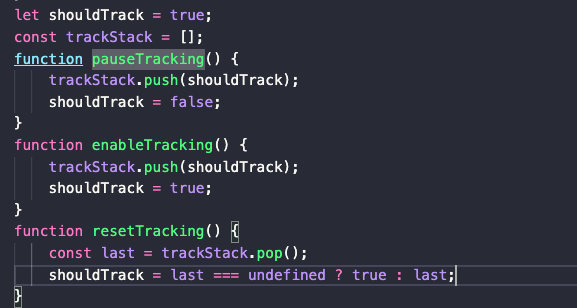 let shouldTrack = true;
const trackStack = [];
function pauseTracking() {
    trackStack.push(shouldTrack);
    shouldTrack = false;
}
function enableTracking() {
    trackStack.push(shouldTrack);
    shouldTrack = true;
}
function resetTracking() {
    const last = trackStack.pop();
    shouldTrack = last === undefined ? true : last;
}